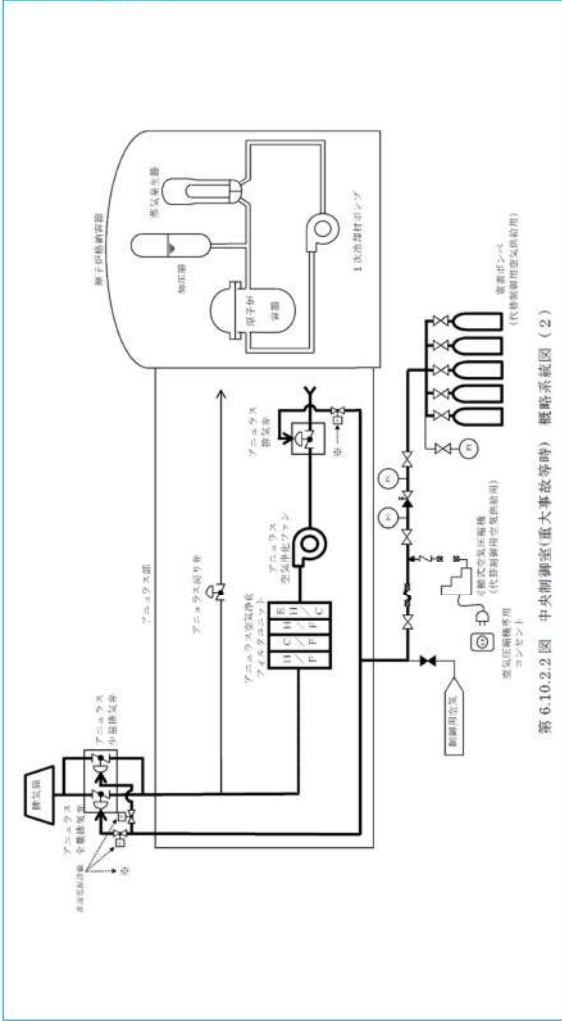 原子炉格納容器
蒸気発生器
加圧器
原子炉
容器
1次冷却材ポンプ
アニュラス部
アニュラス戻り弁
アニュラス
排気弁
※
アニュラス
空気浄化ファン
アニュラス空気浄化
フィルタユニット
H/F
C/F
H/F
E H/C
排気筒
アニュラス
少量排気弁
アニュラス
全量排気弁
※
窒素ボンベ
(代替制御用空気供給用)
可搬式空気圧縮機
(代替制御用空気供給用)
空気圧縮機専用
コンセント
制御用空気
第6.10.2.2図 中央制御室(重大事故等時) 概略系統図(2)